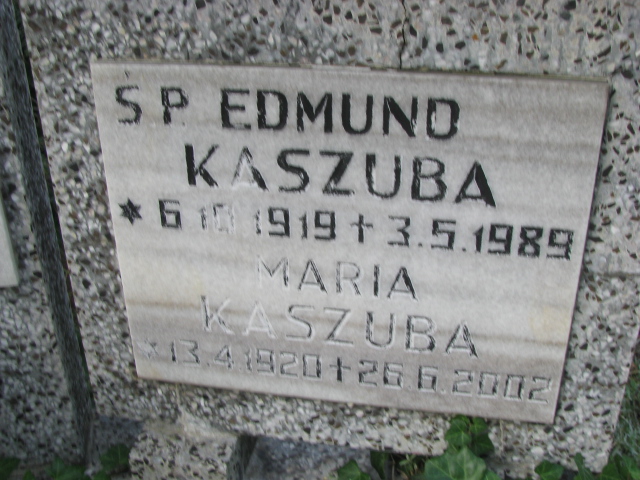 Ś P EDMUND
KASZUBA
* 6 10 1919 † 3.5.1989
MARIA
KASZUBA
* 13.4.1920 † 26.6.2002